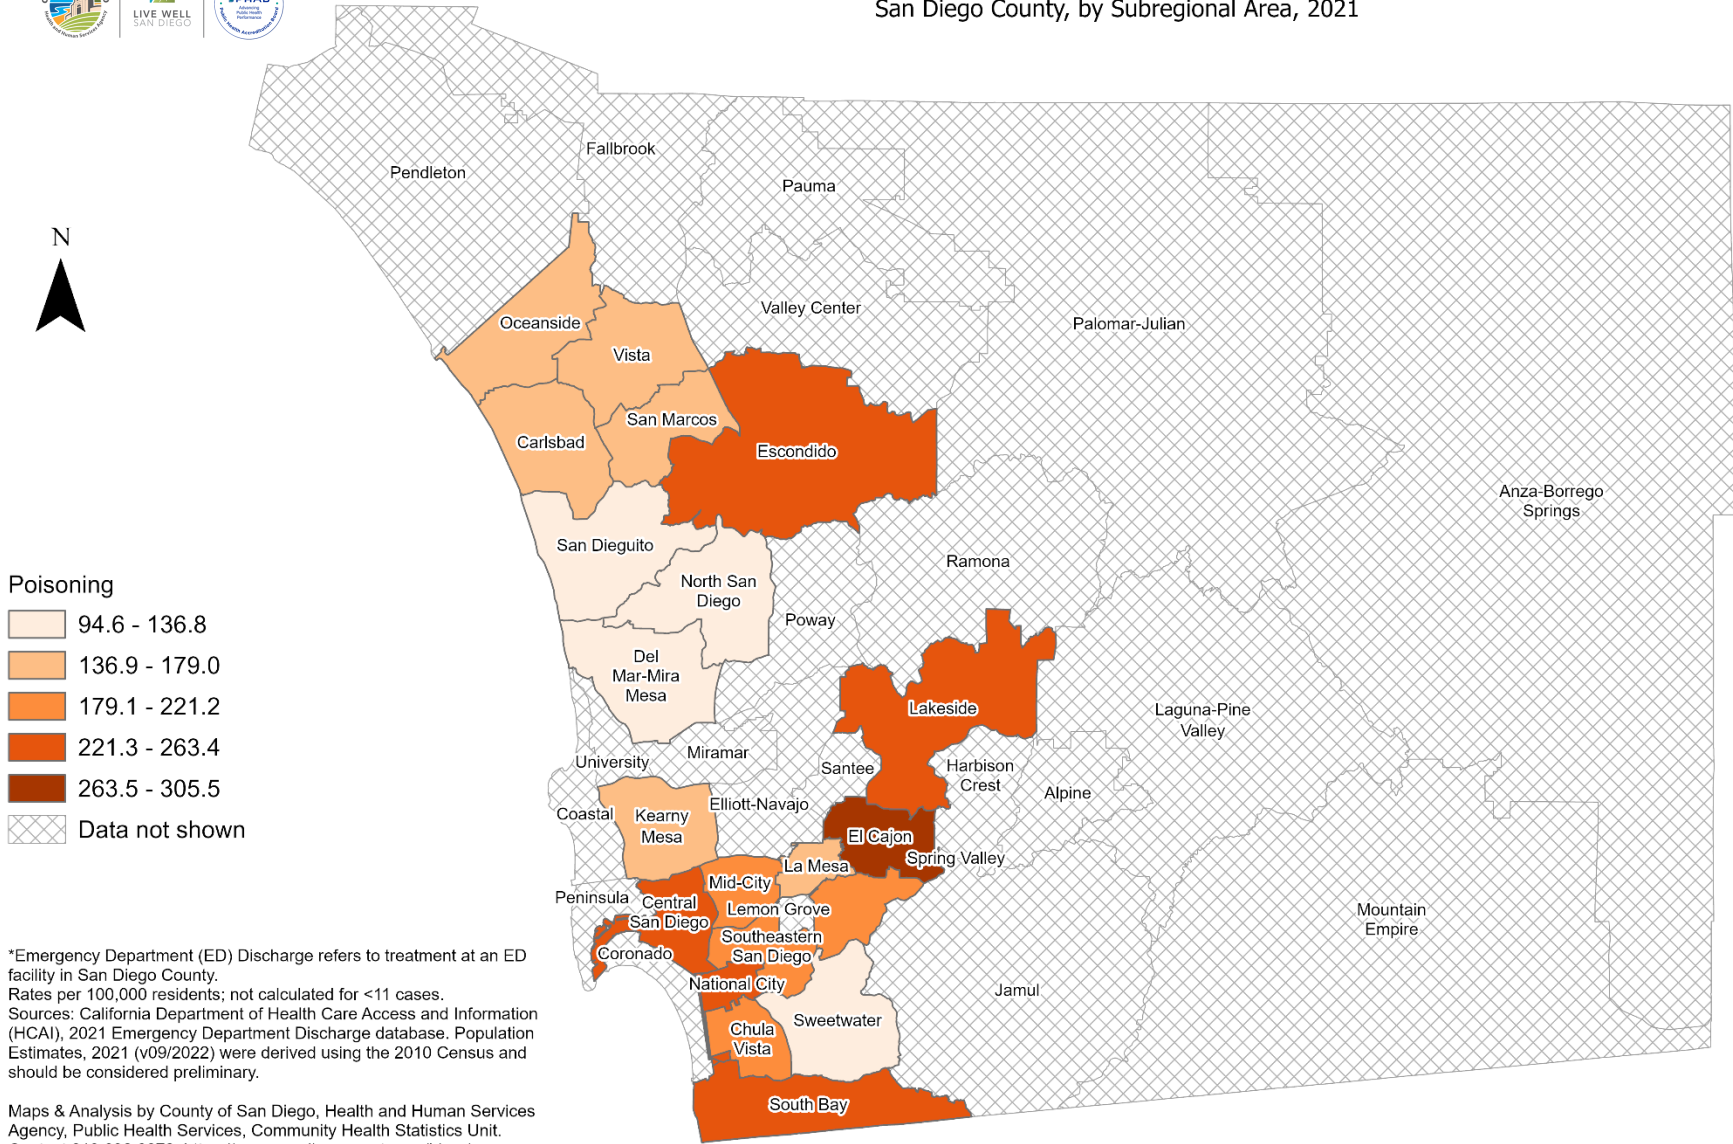 LIVE WELL
SAN DIEGO
San Diego County, by Subregional Area, 2021
Fallbrook
Pendleton
Pauma
N
Valley Center
Oceanside
Palomar-Julian
Vista
San Marcos
Carlsbad
Escondido
Anza-Borrego
Springs
San Dieguito
Ramona
North San
Diego
Poway
Del
Mar-Mira
Mesa
Lakeside
Laguna-Pine
Valley
Miramar
University
Santee
Harbison
Crest
Alpine
Elliott-Navajo
Coastal
Kearny
Mesa
El Cajon
Spring Valley
La Mesa
Mid-City
Peninsula
Central
San Diego
Lemon Grove
Mountain
Empire
Southeastern
San Diego
Coronado
National City
Jamul
Sweetwater
Chula
Vista
South Bay
Poisoning
94.6 - 136.8
136.9 - 179.0
179.1 - 221.2
221.3 - 263.4
263.5 - 305.5
Data not shown
*Emergency Department (ED) Discharge refers to treatment at an ED
facility in San Diego County.
Rates per 100,000 residents; not calculated for <11 cases.
Sources: California Department of Health Care Access and Information
(HCAI), 2021 Emergency Department Discharge database. Population
Estimates, 2021 (v09/2022) were derived using the 2010 Census and
should be considered preliminary.
Maps & Analysis by County of San Diego, Health and Human Services
Agency, Public Health Services, Community Health Statistics Unit.